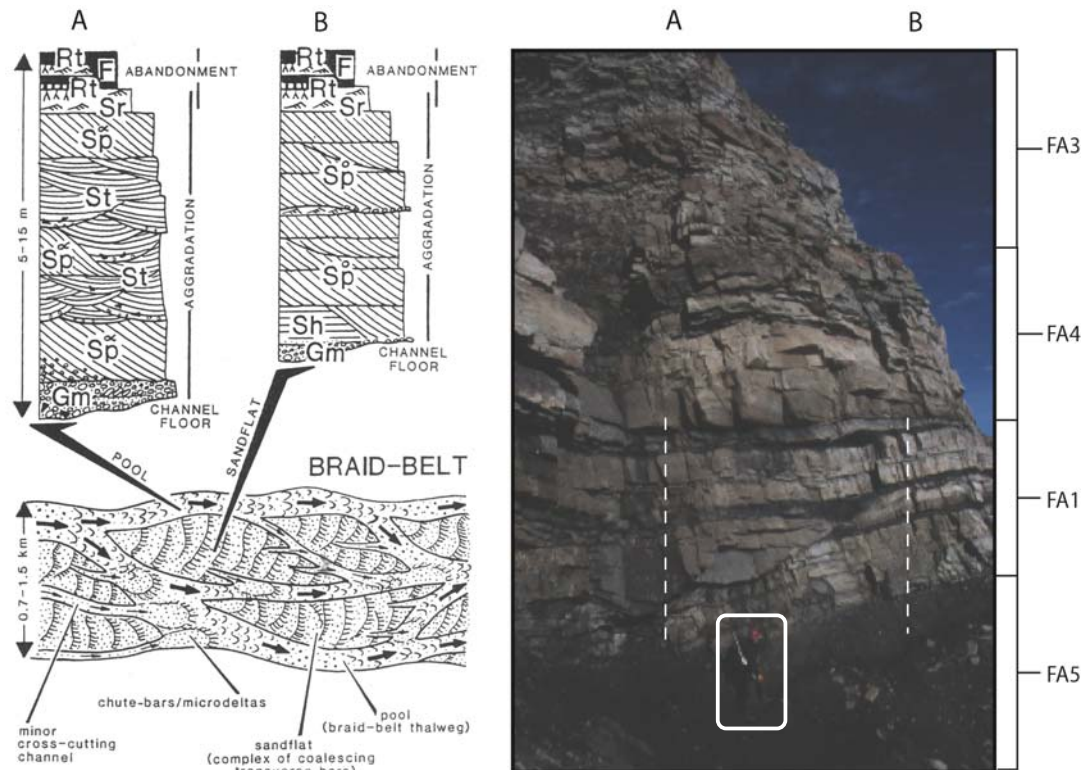 A
B
Rt
F
ABANDONMENT
Rt
Sr
Sp
α
St
Sp
α
St
Sp
α
Gm
AGGRADATION
CHANNEL
FLOOR
5-15 m
Rt
F
ABANDONMENT
Sr
Sp
o
Sp
o
Sh
Gm
AGGRADATION
CHANNEL
FLOOR
POOL
SANDFLAT
BRAID-BELT
0.7-1.5 km
minor
cross-cutting
channel
chute-bars/microdeltas
sandflat
(complex of coalescing
pool
(braid-belt thalweg)
A
B
FA3
FA4
FA1
FA5